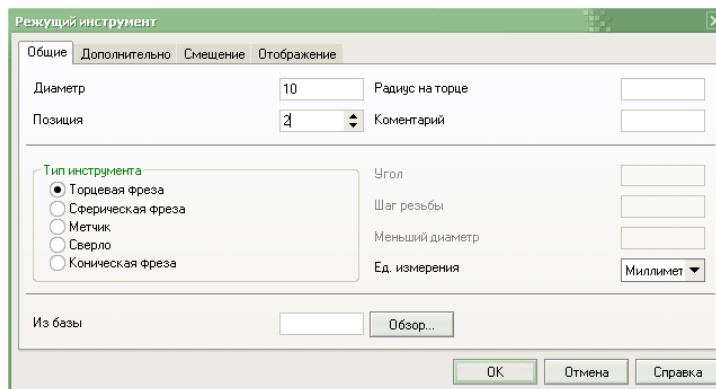 Режущий инструмент
Общие Дополнительно Смещение Отображение
Диаметр 10 Радиус на торце
Позиция 2 Коментарий
Тип инструмента
Торцевая фреза
Сферическая фреза
Метчик
Сверло
Коническая фреза
Угол
Шаг резьбы
Меньший диаметр
Ед. измерения Миллимет
Из базы Обзор...
OK Отмена Справка